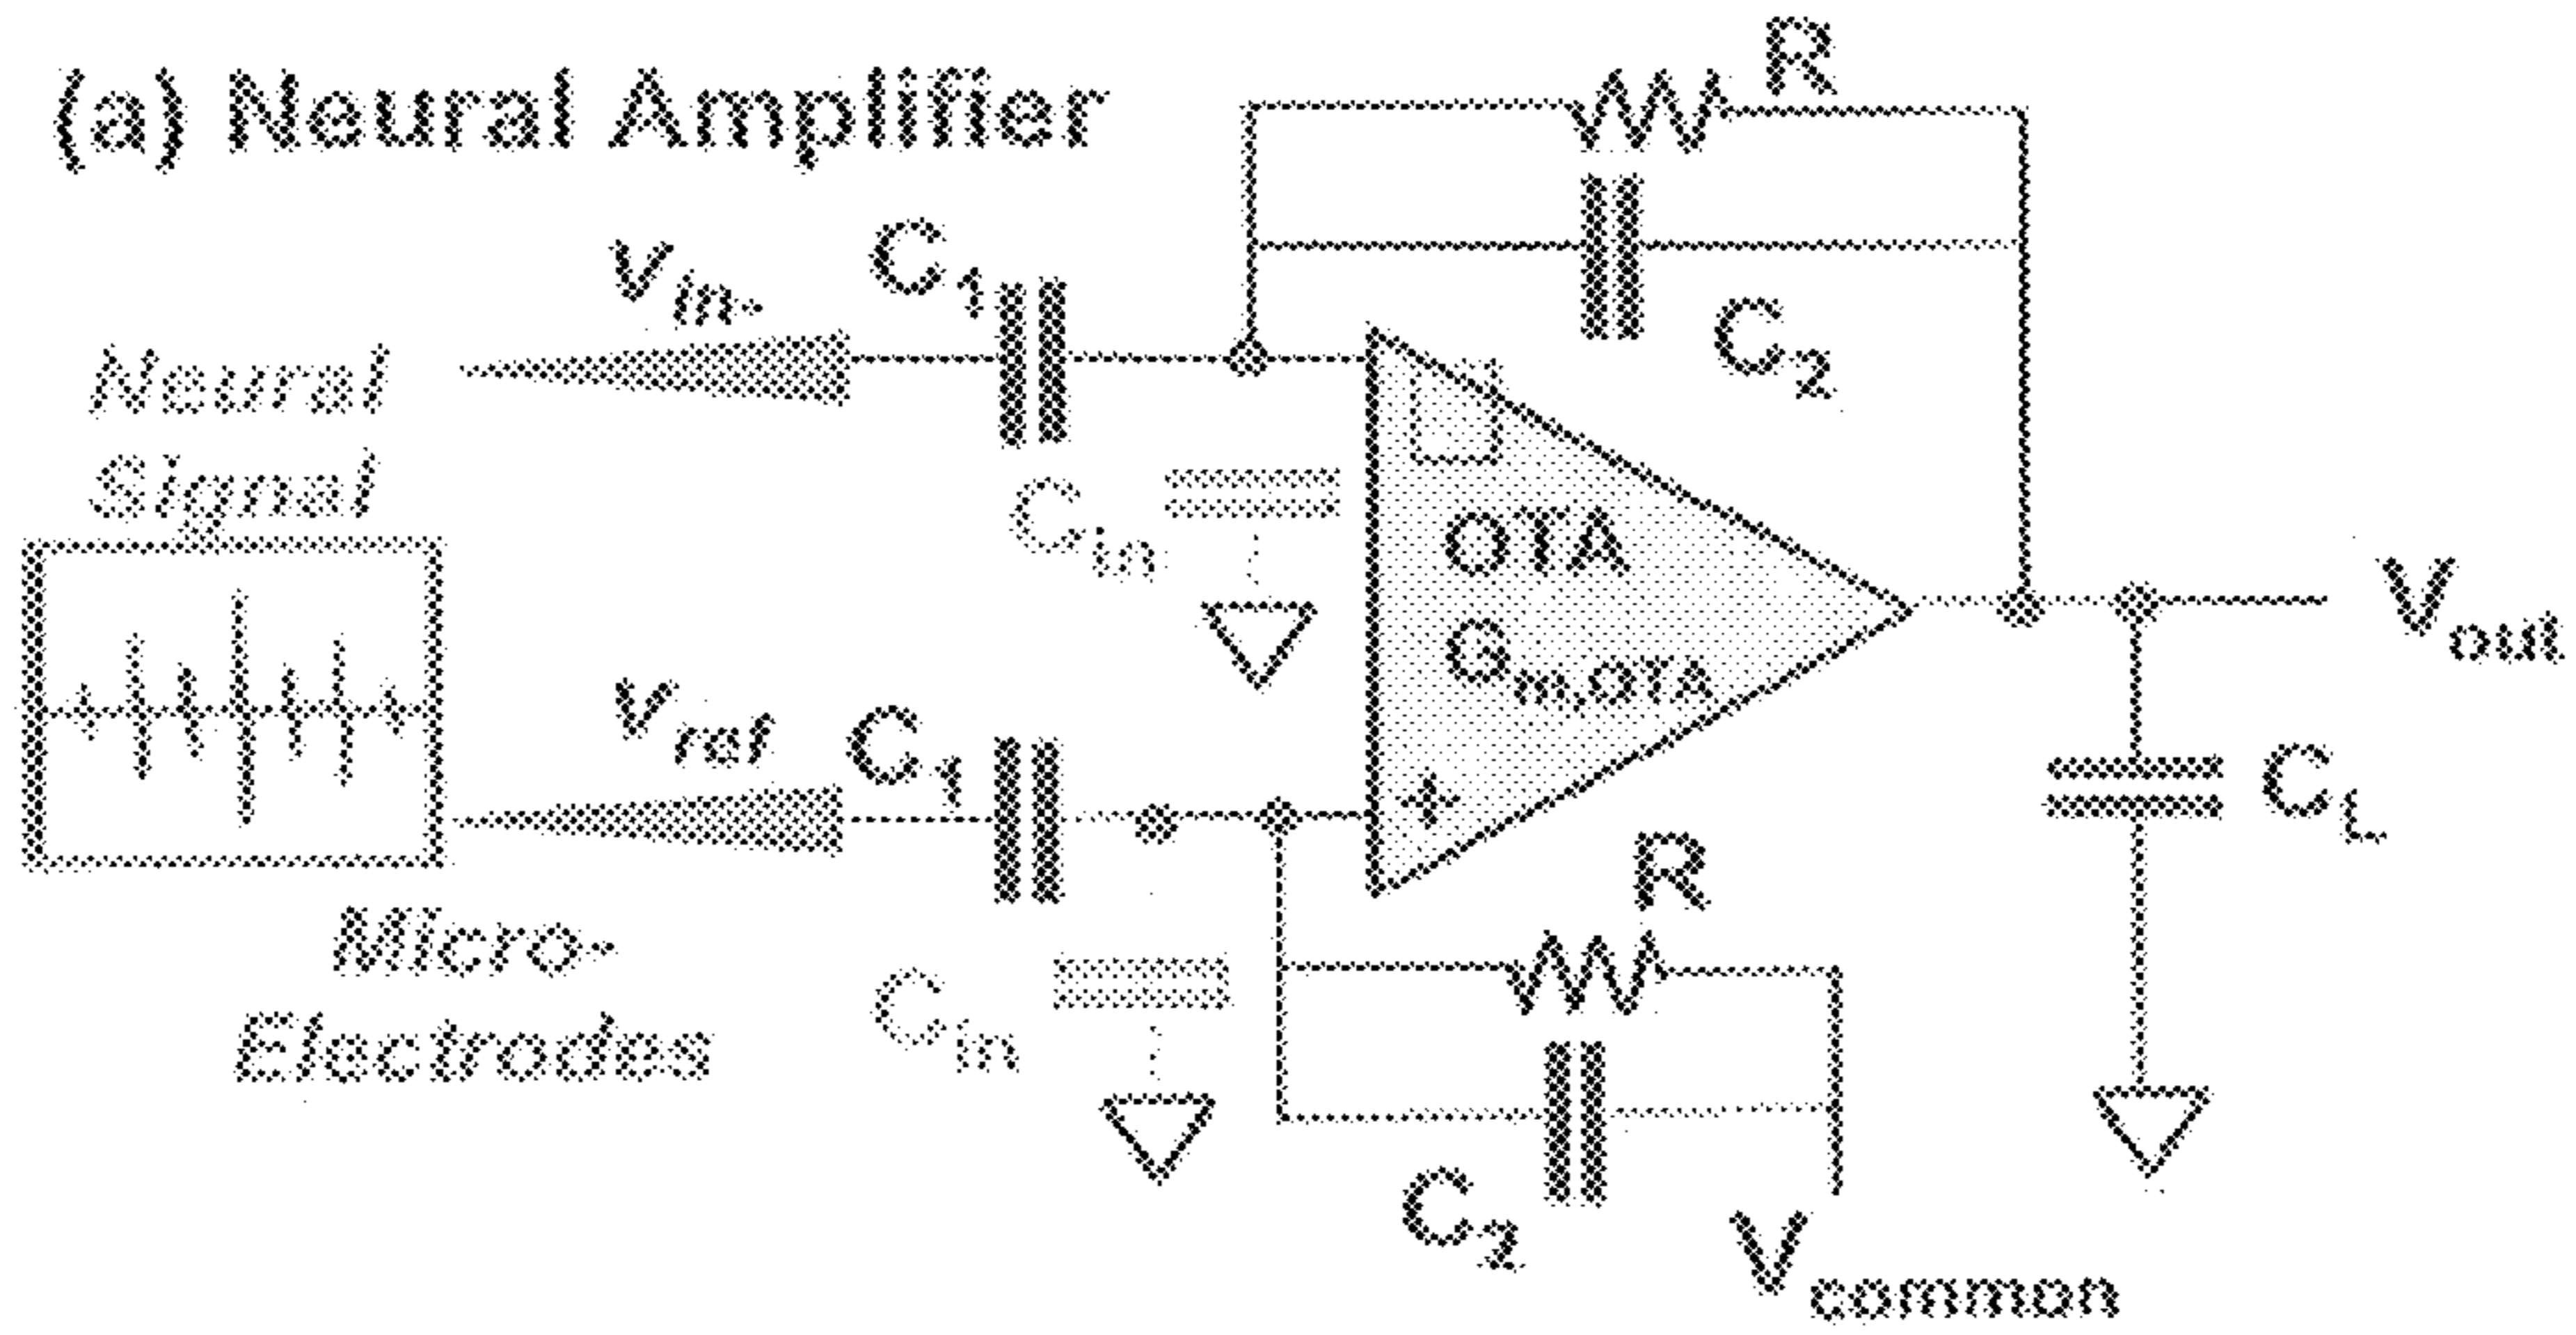 (a) Neural Amplifier
R
C2
vin-
C1
Neural
Signal
Cin
OTA
Gm,OTA
Vout
vref
C1
+
CL
R
Micro-
Electrodes
Cin
C2
Vcommon